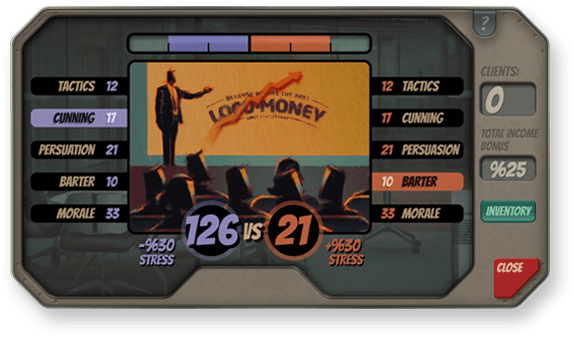 ?
TACTICS 12
CUNNING 17
PERSUATION 21
BARTER 10
MORALE 33
LOCO MONEY
12 TACTICS
17 CUNNING
21 PERSUASION
10 BARTER
33 MORALE
126 VS 21
-%30
STRESS
+%30
STRESS
CLIENTS:
0
TOTAL INCOME
BONUS
%25
INVENTORY
CLOSE